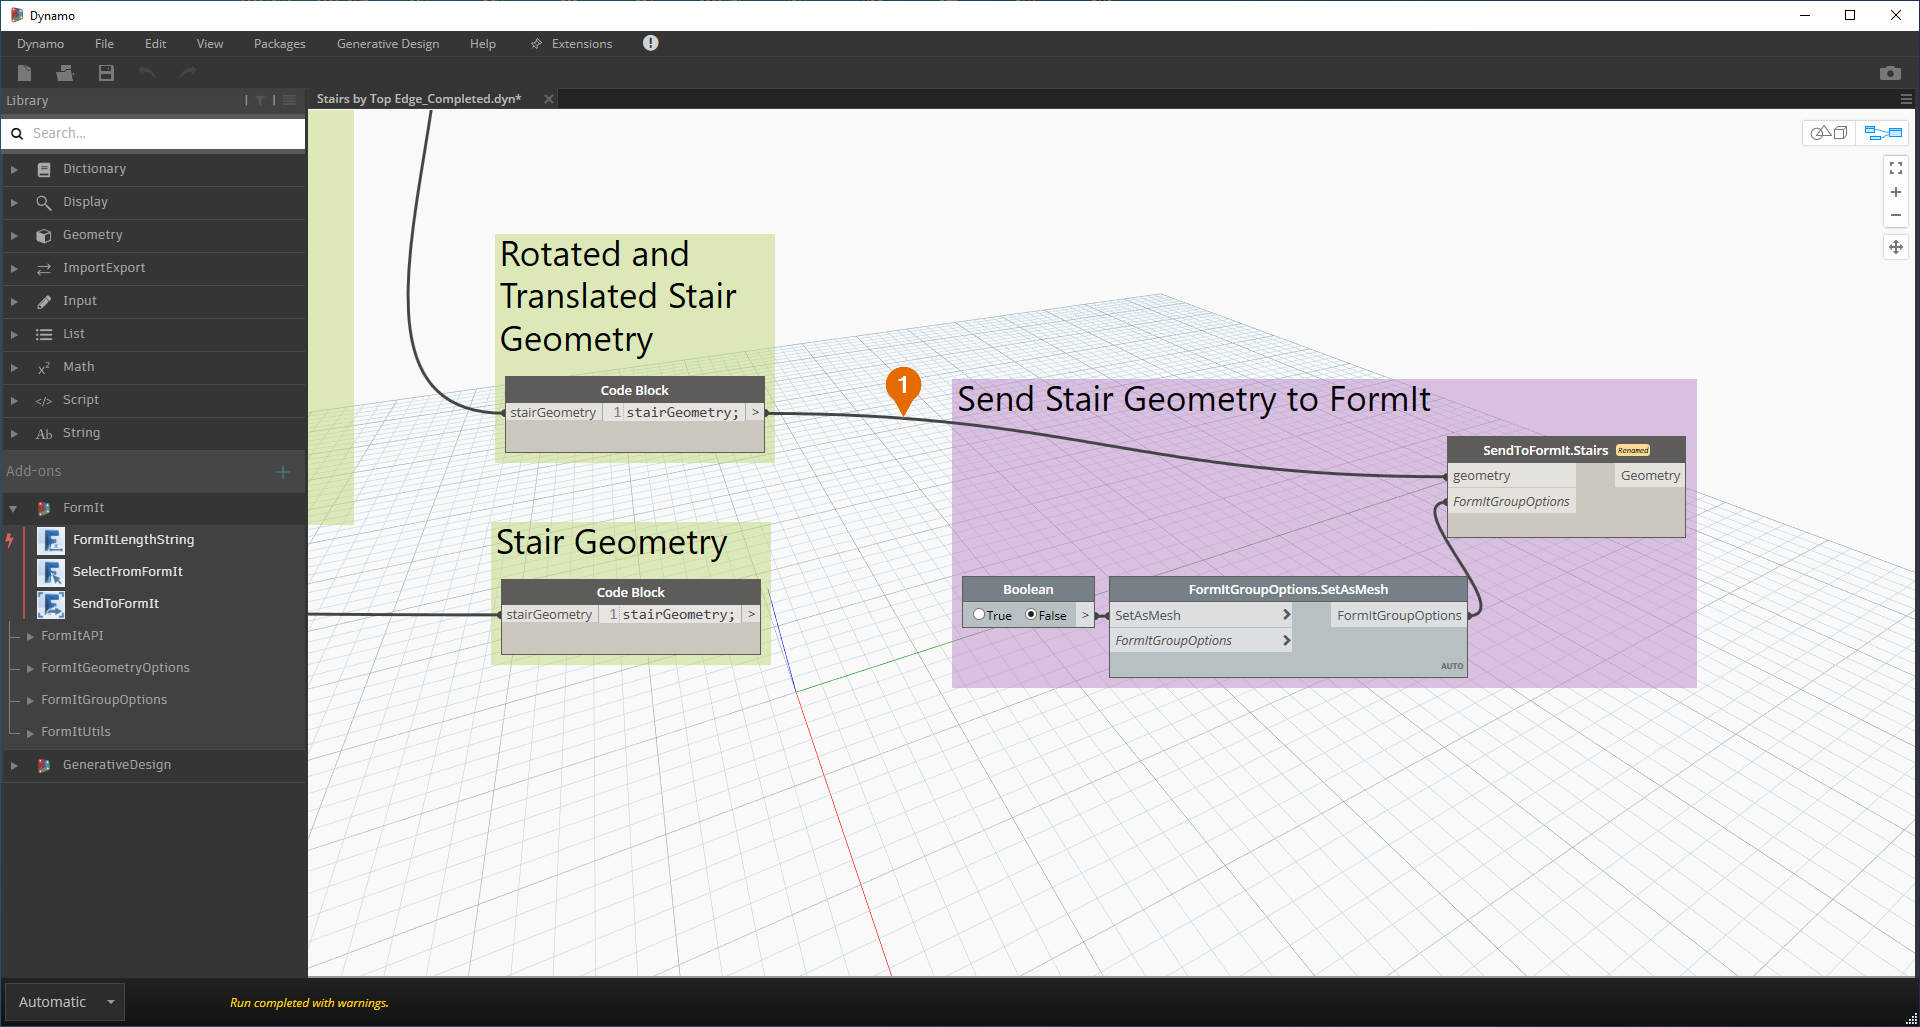 Dynamo
Dynamo File Edit View Packages Generative Design Help Extensions
Library
Stairs by Top Edge_Completed.dyn*
Search...
Dictionary
Display
Geometry
ImportExport
Input
List
Math
Script
Ab String
Add-ons
FormIt
FormItLengthString
SelectFromFormIt
SendToFormIt
FormItAPI
FormItGeometryOptions
FormItGroupOptions
FormItUtils
GenerativeDesign
Rotated and
Translated Stair
Geometry
Code Block
stairGeometry 1 stairGeometry; >
Stair Geometry
Code Block
stairGeometry 1 stairGeometry; >
1
Send Stair Geometry to FormIt
SendToFormIt.Stairs Renamed
geometry Geometry
FormItGroupOptions
Boolean
True False >
FormItGroupOptions.SetAsMesh
SetAsMesh > FormItGroupOptions
FormItGroupOptions >
AUTO
Automatic
Run completed with warnings.